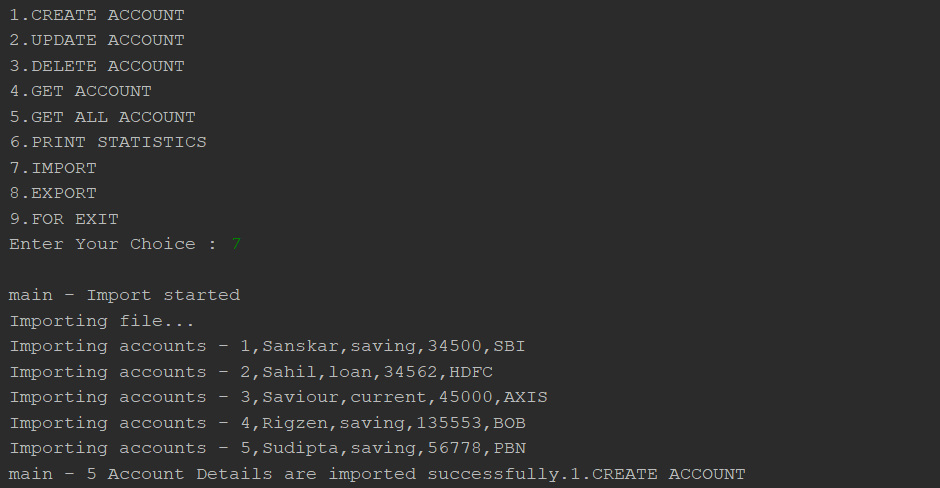 1.CREATE ACCOUNT
2.UPDATE ACCOUNT
3.DELETE ACCOUNT
4.GET ACCOUNT
5.GET ALL ACCOUNT
6.PRINT STATISTICS
7.IMPORT
8.EXPORT
9.FOR EXIT
Enter Your Choice : 7
main - Import started
Importing file...
Importing accounts - 1,Sanskar,saving,34500,SBI
Importing accounts - 2,Sahil,loan,34562,HDFC
Importing accounts - 3,Saviour,current,45000,AXIS
Importing accounts - 4,Rigzen,saving,135553,BOB
Importing accounts - 5,Sudipta,saving,56778,PBN
main - 5 Account Details are imported successfully.1.CREATE ACCOUNT